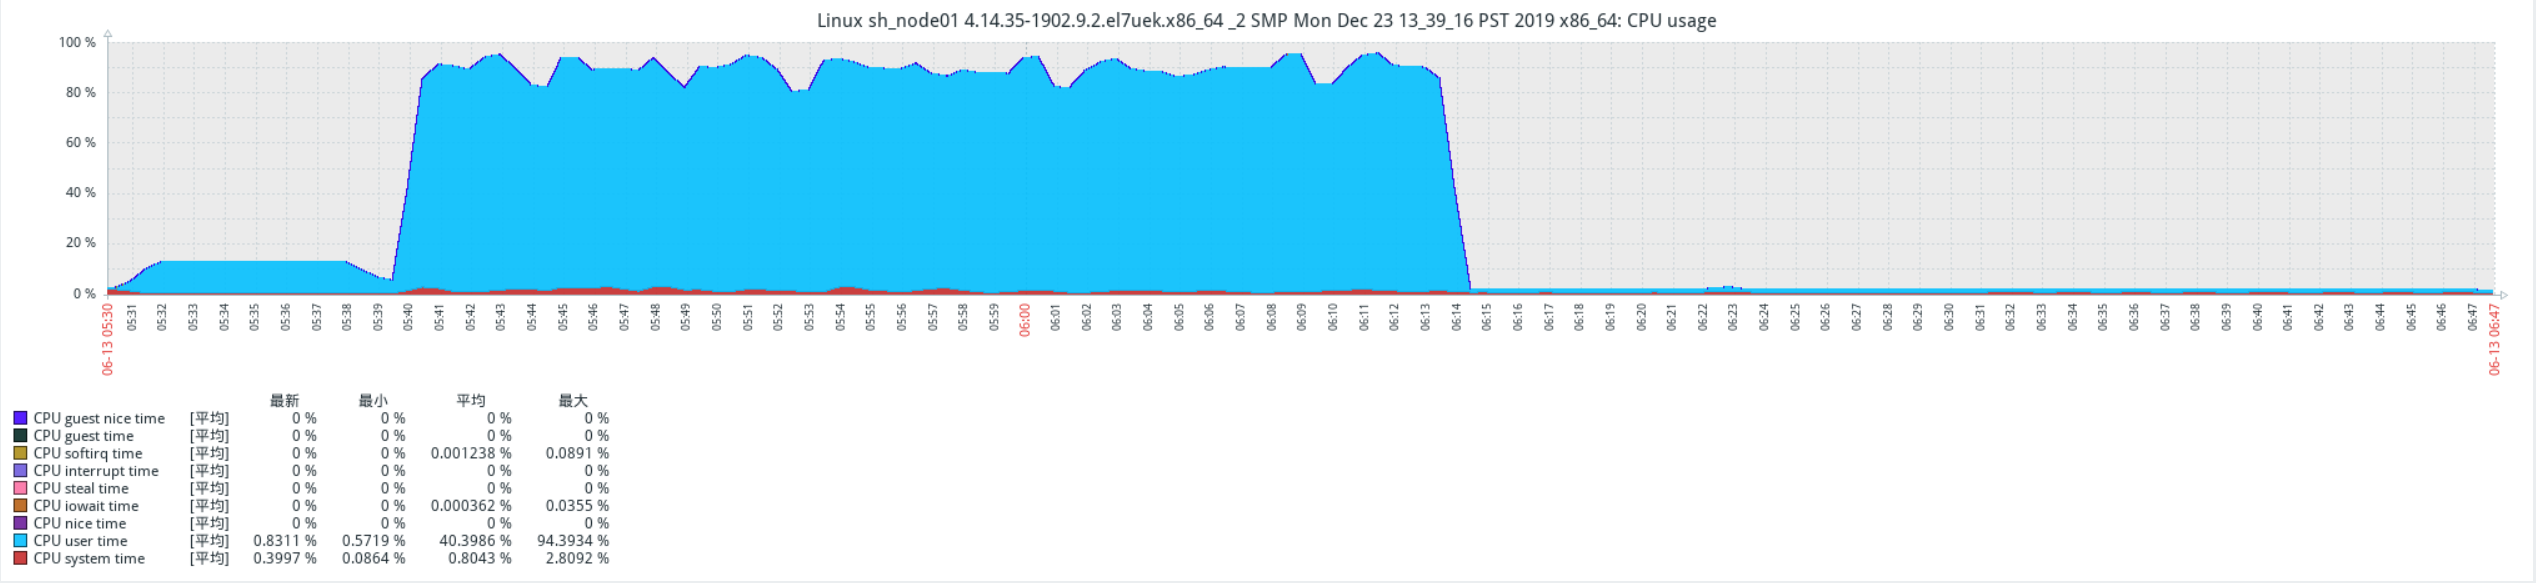 Linux sh_node01 4.14.35-1902.9.2.el7uek.x86_64 _2 SMP Mon Dec 23 13_39_16 PST 2019 x86_64: CPU usage
100 %
80 %
60 %
40 %
20 %
0 %
06-13 05:30 05:31 05:32 05:33 05:34 05:35 05:36 05:37 05:38 05:39 05:40 05:41 05:42 05:43 05:44 05:45 05:46 05:47 05:48 05:49 05:50 05:51 05:52 05:53 05:54 05:55 05:56 05:57 05:58 05:59 06:00 06:01 06:02 06:03 06:04 06:05 06:06 06:07 06:08 06:09 06:10 06:11 06:12 06:13 06:14 06:15 06:16 06:17 06:18 06:19 06:20 06:21 06:22 06:23 06:24 06:25 06:26 06:27 06:28 06:29 06:30 06:31 06:32 06:33 06:34 06:35 06:36 06:37 06:38 06:39 06:40 06:41 06:42 06:43 06:44 06:45 06:46 06:47 06-13 06:47
最新 最小 平均 最大
CPU guest nice time [平均] 0 % 0 % 0 % 0 %
CPU guest time [平均] 0 % 0 % 0 % 0 %
CPU softirq time [平均] 0 % 0 % 0.001238 % 0.0891 %
CPU interrupt time [平均] 0 % 0 % 0 % 0 %
CPU steal time [平均] 0 % 0 % 0 % 0 %
CPU iowait time [平均] 0 % 0 % 0.000362 % 0.0355 %
CPU nice time [平均] 0 % 0 % 0 % 0 %
CPU user time [平均] 0.8311 % 0.5719 % 40.3986 % 94.3934 %
CPU system time [平均] 0.3997 % 0.0864 % 0.8043 % 2.8092 %